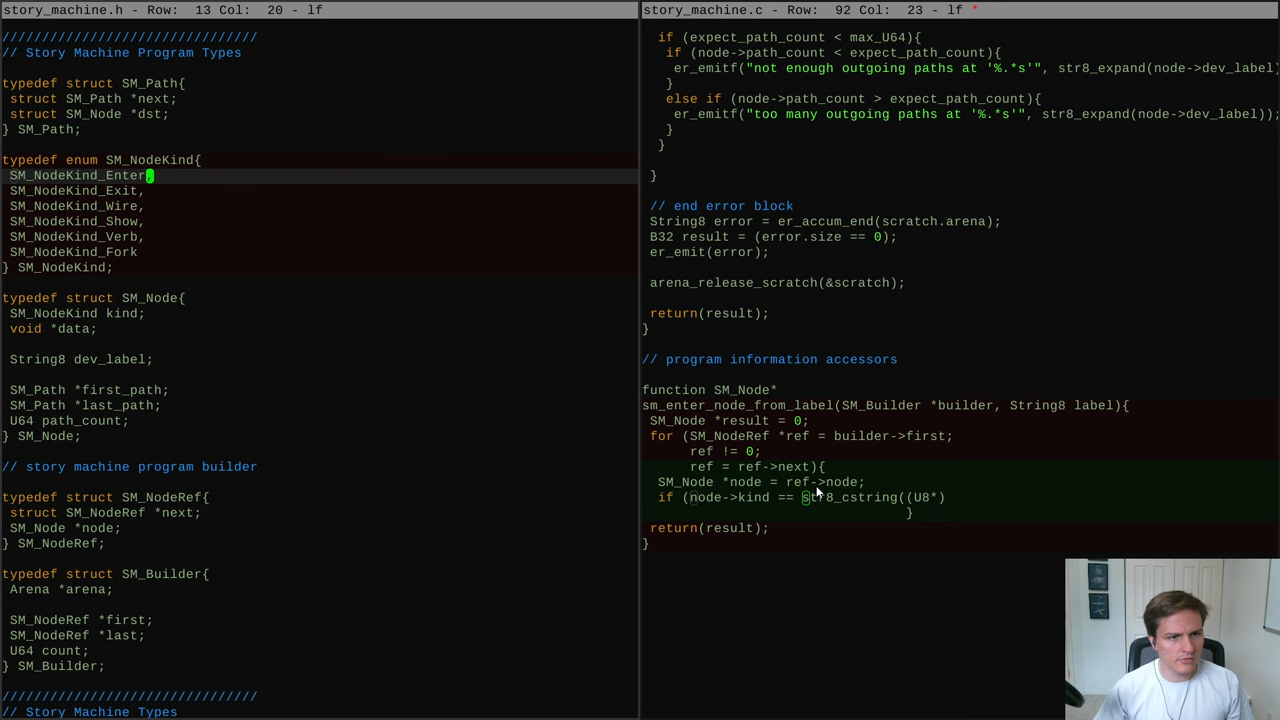 story_machine.h - Row:  13 Col:  20 - lf
////////////////////////////////
// Story Machine Program Types
typedef struct SM_Path{
 struct SM_Path *next;
 struct SM_Node *dst;
} SM_Path;
typedef enum SM_NodeKind{
 SM_NodeKind_Enter,
 SM_NodeKind_Exit,
 SM_NodeKind_Wire,
 SM_NodeKind_Show,
 SM_NodeKind_Verb,
 SM_NodeKind_Fork
} SM_NodeKind;
typedef struct SM_Node{
 SM_NodeKind kind;
 void *data;
 String8 dev_label;
 SM_Path *first_path;
 SM_Path *last_path;
 U64 path_count;
} SM_Node;
// story machine program builder
typedef struct SM_NodeRef{
 struct SM_NodeRef *next;
 SM_Node *node;
} SM_NodeRef;
typedef struct SM_Builder{
 Arena *arena;
 SM_NodeRef *first;
 SM_NodeRef *last;
 U64 count;
} SM_Builder;
////////////////////////////////
// Story Machine Types
story_machine.c - Row:  92 Col:  23 - lf *
  if (expect_path_count < max_U64){
   if (node->path_count < expect_path_count){
    er_emitf("not enough outgoing paths at '%.*s'", str8_expand(node->dev_label)
   }
   else if (node->path_count > expect_path_count){
    er_emitf("too many outgoing paths at '%.*s'", str8_expand(node->dev_label));
   }
  }
 }
 // end error block
 String8 error = er_accum_end(scratch.arena);
 B32 result = (error.size == 0);
 er_emit(error);
 arena_release_scratch(&scratch);
 return(result);
}
// program information accessors
function SM_Node*
sm_enter_node_from_label(SM_Builder *builder, String8 label){
 SM_Node *result = 0;
 for (SM_NodeRef *ref = builder->first;
      ref != 0;
      ref = ref->next){
  SM_Node *node = ref->node;
  if (node->kind == str8_cstring((U8*)
                                 }
 return(result);
}